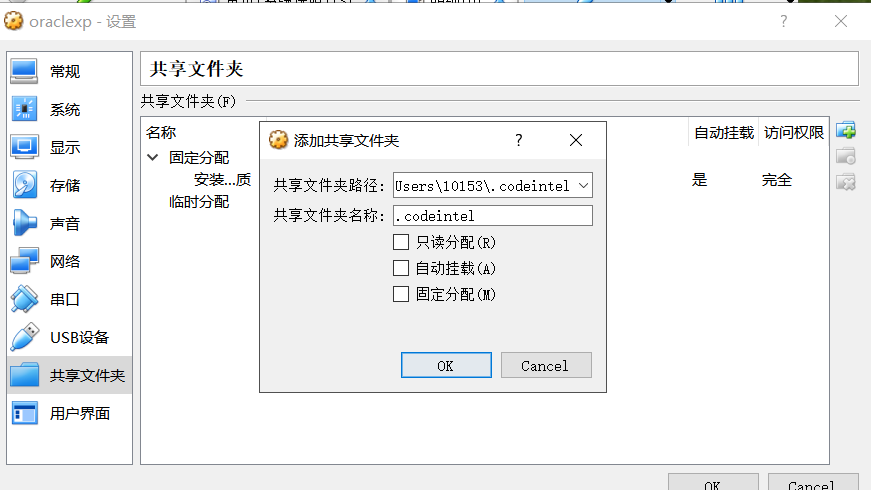 oraclexp - 设置
?
常规
系统
显示
存储
声音
网络
串口
USB设备
共享文件夹
用户界面
共享文件夹
共享文件夹(F)
名称
自动挂载
访问权限
固定分配
安装...质
是
完全
临时分配
添加共享文件夹
?
共享文件夹路径: Users\10153\.codeintel
共享文件夹名称: .codeintel
只读分配(R)
自动挂载(A)
固定分配(M)
OK
Cancel
OK
Cancel